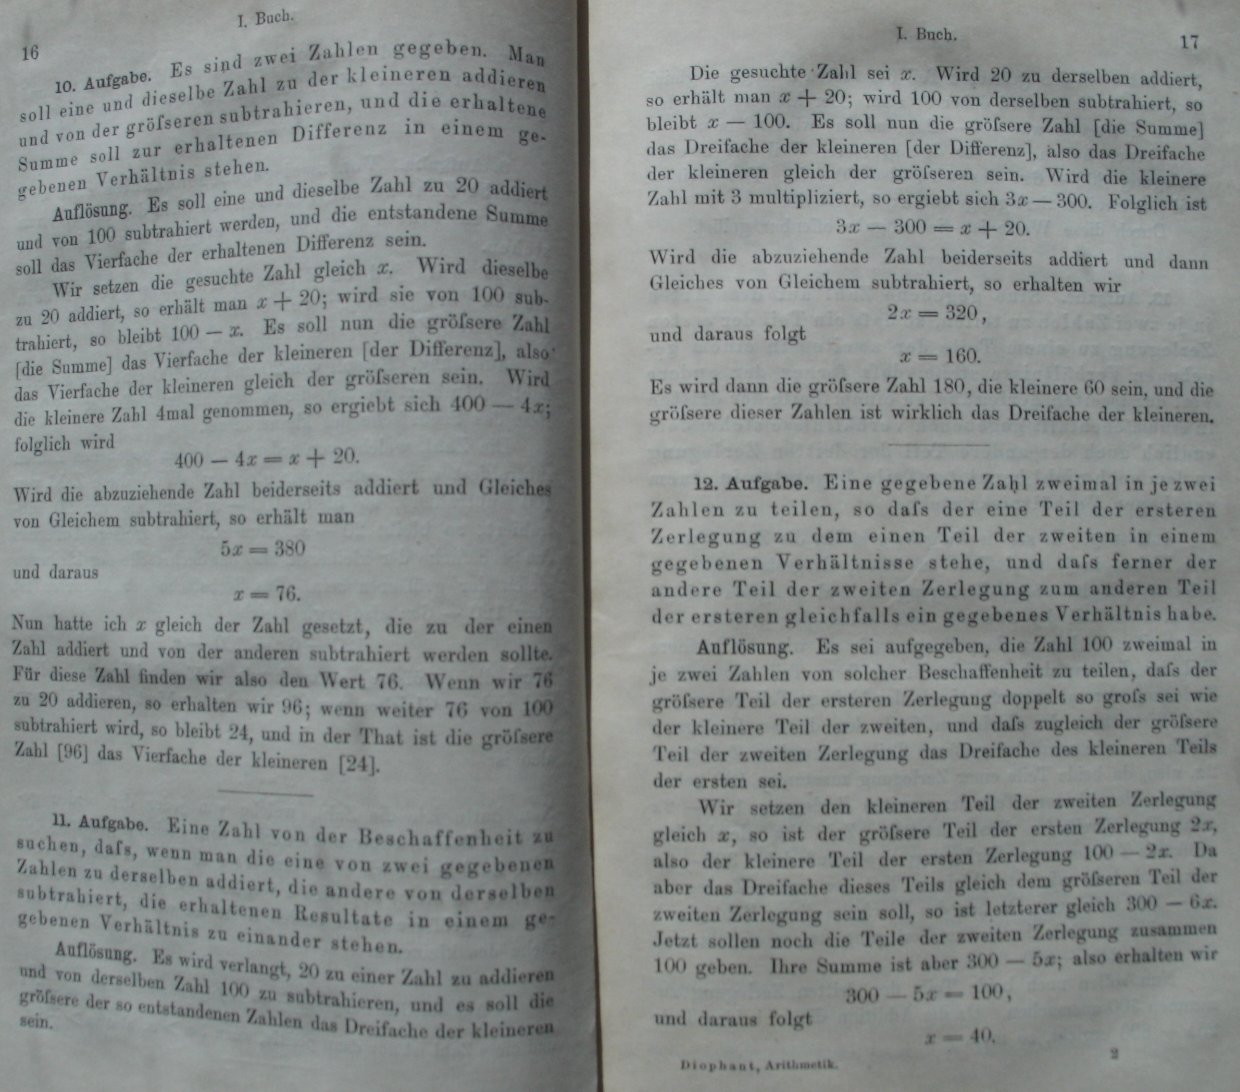 I. Buch.
16
10. Aufgabe. Es sind zwei Zahlen gegeben. Man
soll eine und dieselbe Zahl zu der kleineren addieren
und von der gröſseren subtrahieren, und die erhaltene
Summe soll zur erhaltenen Differenz in einem ge-
gebenen Verhältnis stehen.
Auflösung. Es soll eine und dieselbe Zahl zu 20 addiert
und von 100 subtrahiert werden, und die entstandene Summe
soll das Vierfache der erhaltenen Differenz sein.
Wir setzen die gesuchte Zahl gleich x. Wird dieselbe
zu 20 addiert, so erhält man x + 20; wird sie von 100 sub-
trahiert, so bleibt 100 — x. Es soll nun die gröſsere Zahl
[die Summe] das Vierfache der kleineren [der Differenz], also
das Vierfache der kleineren gleich der gröſseren sein. Wird
die kleinere Zahl 4mal genommen, so ergiebt sich 400 — 4x;
folglich wird
400 — 4x = x + 20.
Wird die abzuziehende Zahl beiderseits addiert und Gleiches
von Gleichem subtrahiert, so erhält man
5x = 380
und daraus
x = 76.
Nun hatte ich x gleich der Zahl gesetzt, die zu der einen
Zahl addiert und von der anderen subtrahiert werden sollte.
Für diese Zahl finden wir also den Wert 76. Wenn wir 76
zu 20 addieren, so erhalten wir 96; wenn weiter 76 von 100
subtrahiert wird, so bleibt 24, und in der That ist die gröſsere
Zahl [96] das Vierfache der kleineren [24].
11. Aufgabe. Eine Zahl von der Beschaffenheit zu
suchen, daſs, wenn man die eine von zwei gegebenen
Zahlen zu derselben addiert, die andere von derselben
subtrahiert, die erhaltenen Resultate in einem ge-
gebenen Verhältnis zu einander stehen.
Auflösung. Es wird verlangt, 20 zu einer Zahl zu addieren
und von derselben Zahl 100 zu subtrahieren, und es soll die
gröſsere der so entstandenen Zahlen das Dreifache der kleineren
sein.
I. Buch.
17
Die gesuchte Zahl sei x. Wird 20 zu derselben addiert,
so erhält man x + 20; wird 100 von derselben subtrahiert, so
bleibt x — 100. Es soll nun die gröſsere Zahl [die Summe]
das Dreifache der kleineren [der Differenz], also das Dreifache
der kleineren gleich der gröſseren sein. Wird die kleinere
Zahl mit 3 multipliziert, so ergiebt sich 3x — 300. Folglich ist
3x — 300 = x + 20.
Wird die abzuziehende Zahl beiderseits addiert und dann
Gleiches von Gleichem subtrahiert, so erhalten wir
2x = 320,
und daraus folgt
x = 160.
Es wird dann die gröſsere Zahl 180, die kleinere 60 sein, und die
gröſsere dieser Zahlen ist wirklich das Dreifache der kleineren.
12. Aufgabe. Eine gegebene Zahl zweimal in je zwei
Zahlen zu teilen, so daſs der eine Teil der ersteren
Zerlegung zu dem einen Teil der zweiten in einem
gegebenen Verhältnisse stehe, und daſs ferner der
andere Teil der zweiten Zerlegung zum anderen Teil
der ersteren gleichfalls ein gegebenes Verhältnis habe.
Auflösung. Es sei aufgegeben, die Zahl 100 zweimal in
je zwei Zahlen von solcher Beschaffenheit zu teilen, daſs der
gröſsere Teil der ersteren Zerlegung doppelt so groſs sei wie
der kleinere Teil der zweiten, und daſs zugleich der gröſsere
Teil der zweiten Zerlegung das Dreifache des kleineren Teils
der ersten sei.
Wir setzen den kleineren Teil der zweiten Zerlegung
gleich x, so ist der gröſsere Teil der ersten Zerlegung 2x,
also der kleinere Teil der ersten Zerlegung 100 — 2x. Da
aber das Dreifache dieses Teils gleich dem gröſseren Teil der
zweiten Zerlegung sein soll, so ist letzterer gleich 300 — 6x.
Jetzt sollen noch die Teile der zweiten Zerlegung zusammen
100 geben. Ihre Summe ist aber 300 — 5x; also erhalten wir
300 — 5x = 100,
und daraus folgt
x = 40.
Diophant, Arithmetik.
2